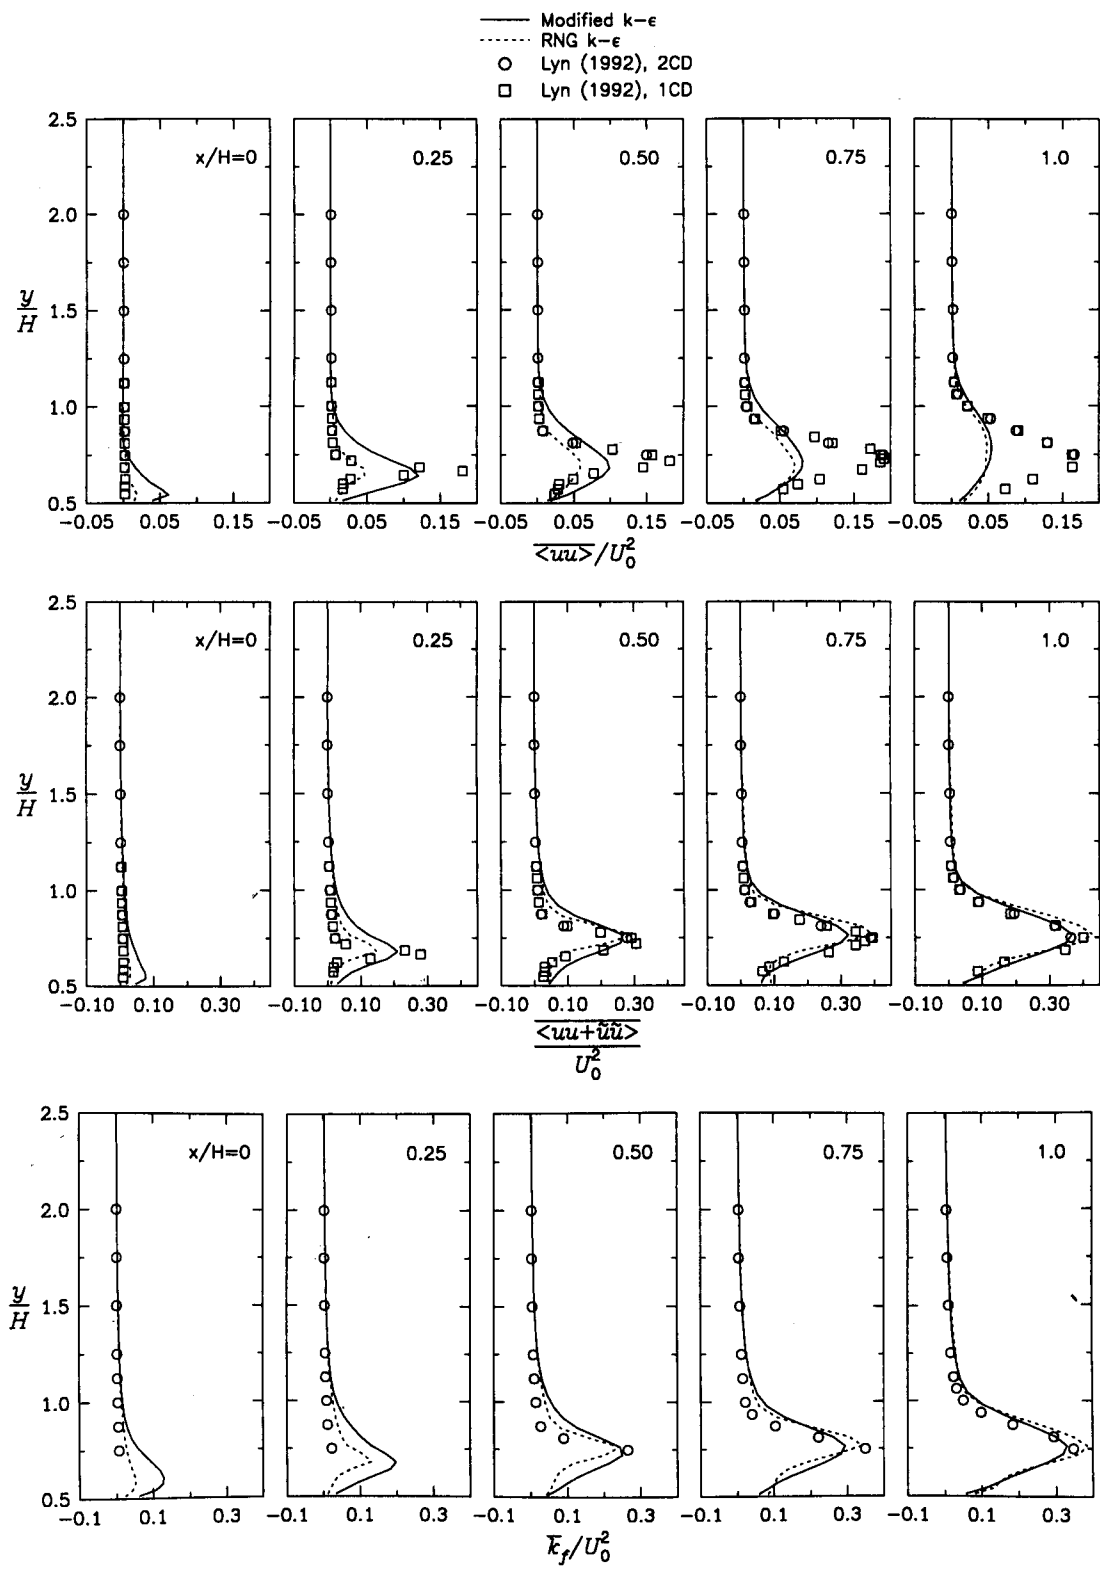 Modified k−ϵ
RNG k−ϵ
Lyn (1992), 2CD
Lyn (1992), 1CD
2.5
2.0
1.5
1.0
0.5
y/H
x/H=0
0.25
0.50
0.75
1.0
−0.05 0.05 0.15 −0.05 0.05 0.15 −0.05 0.05 0.15 −0.05 0.05 0.15 −0.05 0.05 0.15
<uu>/U₀²
2.5
2.0
1.5
1.0
0.5
y/H
x/H=0
0.25
0.50
0.75
1.0
−0.10 0.10 0.30 −0.10 0.10 0.30 −0.10 0.10 0.30 −0.10 0.10 0.30 −0.10 0.10 0.30
<uu+ũũ>
U₀²
2.5
2.0
1.5
1.0
0.5
y/H
x/H=0
0.25
0.50
0.75
1.0
−0.1 0.1 0.3 −0.1 0.1 0.3 −0.1 0.1 0.3 −0.1 0.1 0.3 −0.1 0.1 0.3
k̄_f/U₀²